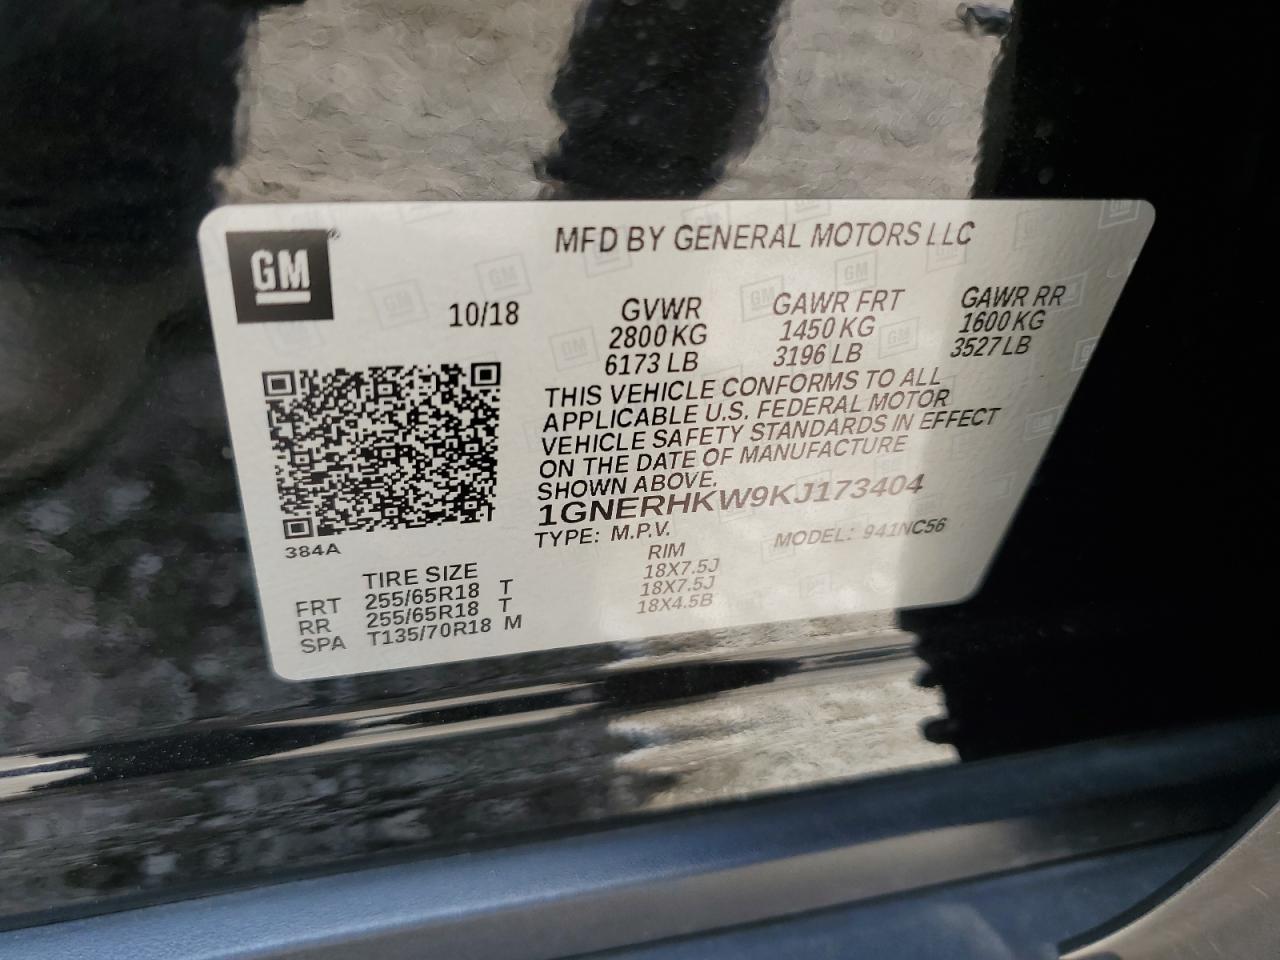 GM
MFD BY GENERAL MOTORS LLC
10/18 GVWR GAWR FRT GAWR RR
2800 KG 1450 KG 1600 KG
6173 LB 3196 LB 3527 LB
THIS VEHICLE CONFORMS TO ALL
APPLICABLE U.S. FEDERAL MOTOR
VEHICLE SAFETY STANDARDS IN EFFECT
ON THE DATE OF MANUFACTURE
SHOWN ABOVE.
1GNERHKW9KJ173404
TYPE: M.P.V. MODEL: 941NC56
384A
TIRE SIZE RIM
FRT 255/65R18 T 18X7.5J
RR 255/65R18 T 18X7.5J
SPA T135/70R18 M 18X4.5B